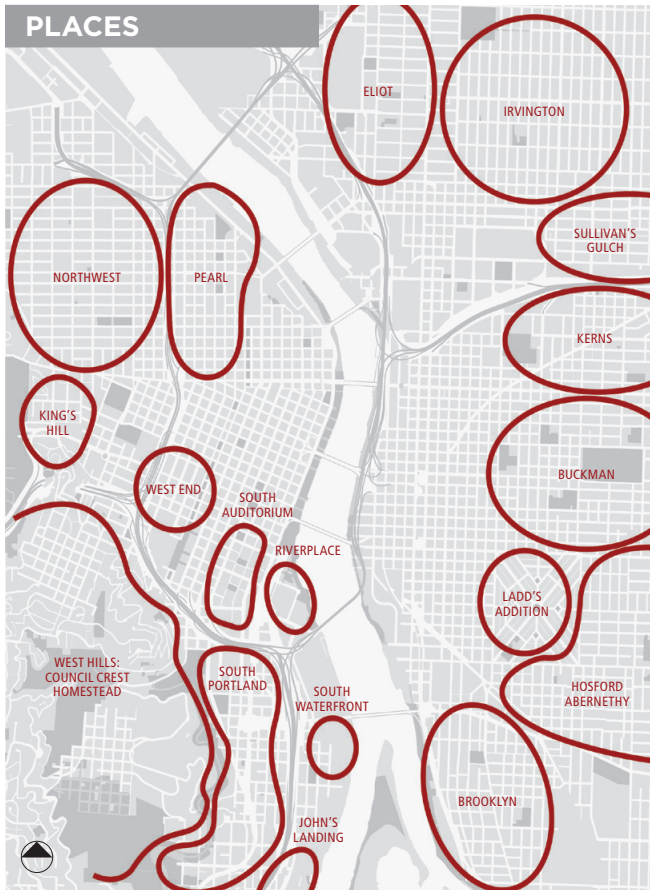 PLACES
ELIOT
IRVINGTON
SULLIVAN'S
GULCH
NORTHWEST
PEARL
KERNS
KING'S
HILL
BUCKMAN
WEST END
SOUTH
AUDITORIUM
RIVERPLACE
LADD'S
ADDITION
WEST HILLS:
COUNCIL CREST
HOMESTEAD
SOUTH
PORTLAND
SOUTH
WATERFRONT
HOSFORD
ABERNETHY
BROOKLYN
JOHN'S
LANDING